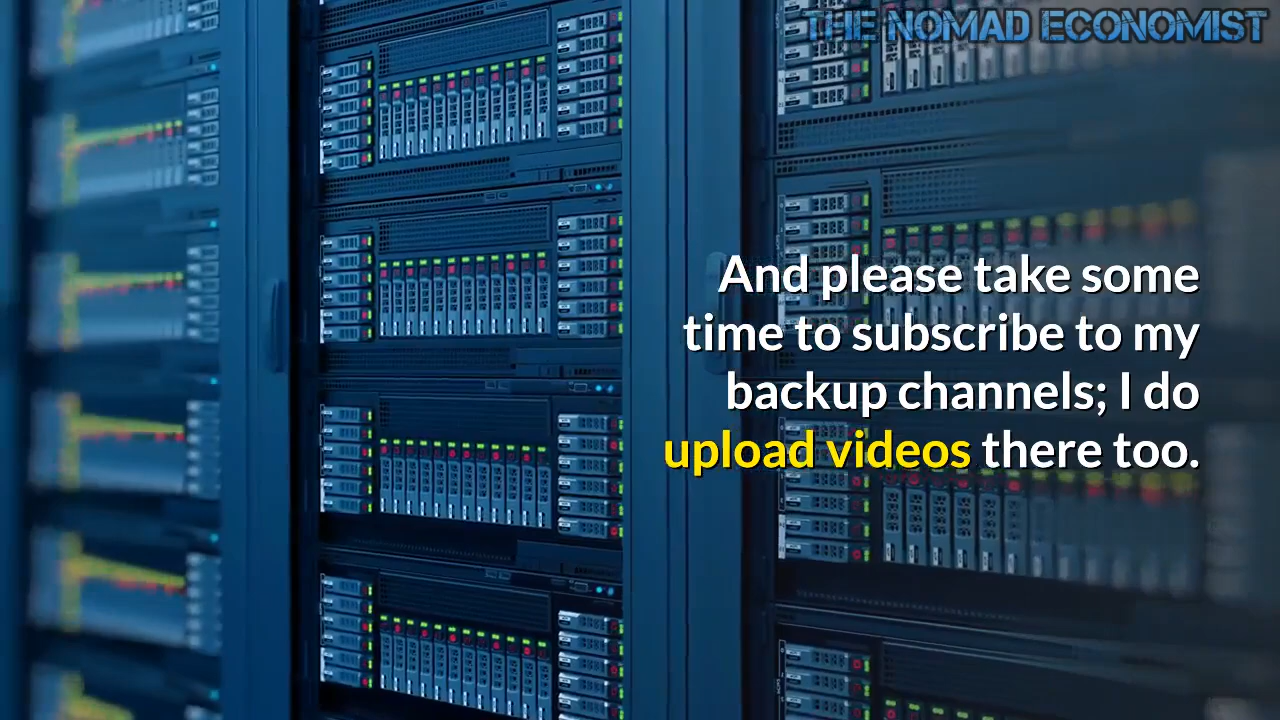 THE NOMAD ECONOMIST
And please take some
time to subscribe to my
backup channels; I do
upload videos there too.